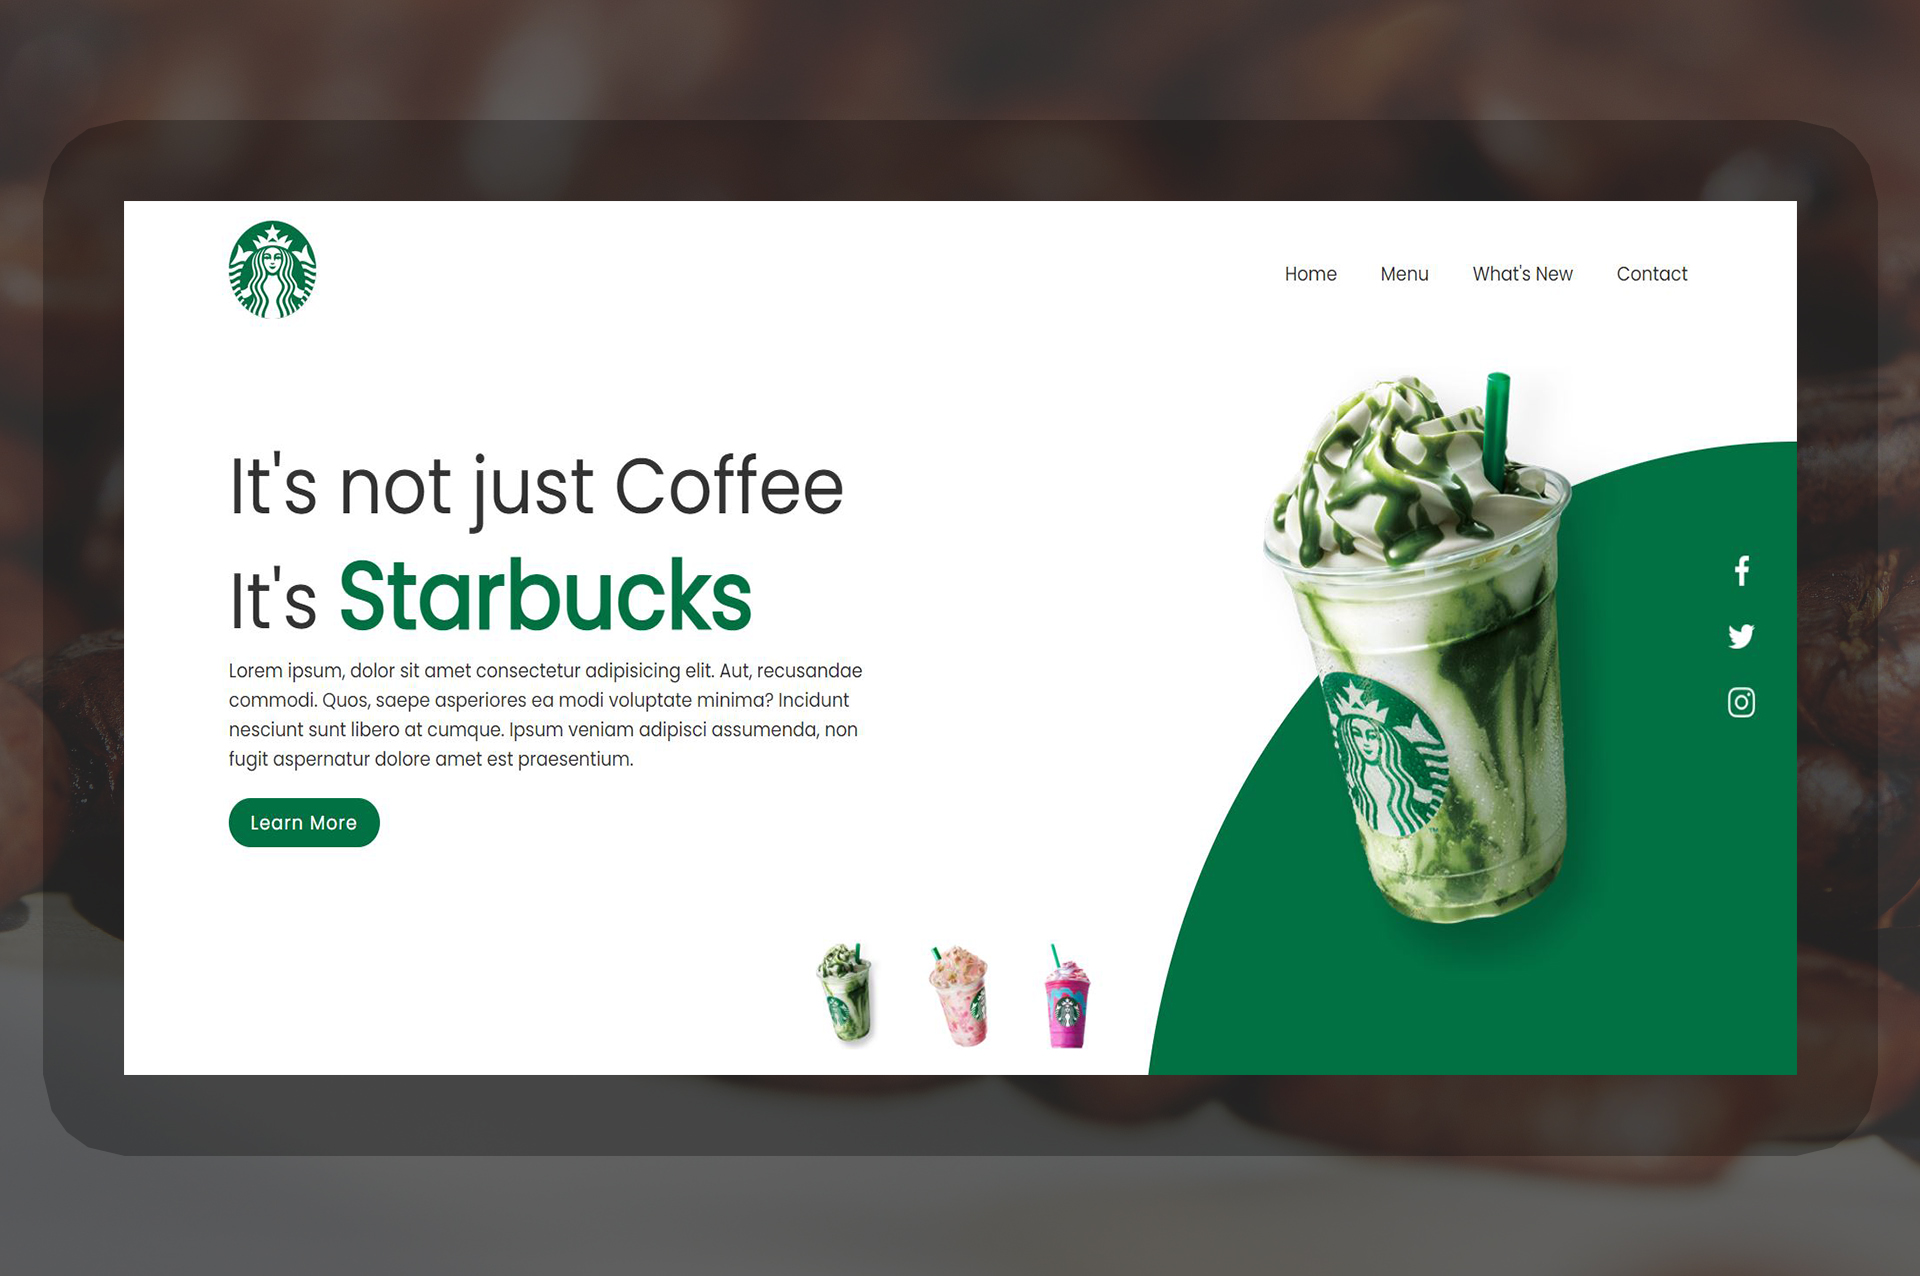 Home Menu What's New Contact
It's not just Coffee
It's Starbucks
Lorem ipsum, dolor sit amet consectetur adipisicing elit. Aut, recusandae
commodi. Quos, saepe asperiores ea modi voluptate minima? Incidunt
nesciunt sunt libero at cumque. Ipsum veniam adipisci assumenda, non
fugit aspernatur dolore amet est praesentium.
Learn More
TM